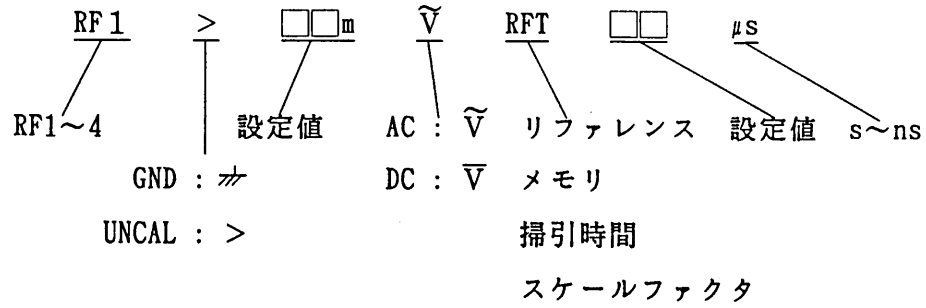 RF1 > □□m Ṽ RFT □□ μs
RF1～4 設定値 AC : Ṽ リファレンス 設定値 s～ns
GND : ⏚ DC : V̅ メモリ
UNCAL : > 掃引時間
スケールファクタ